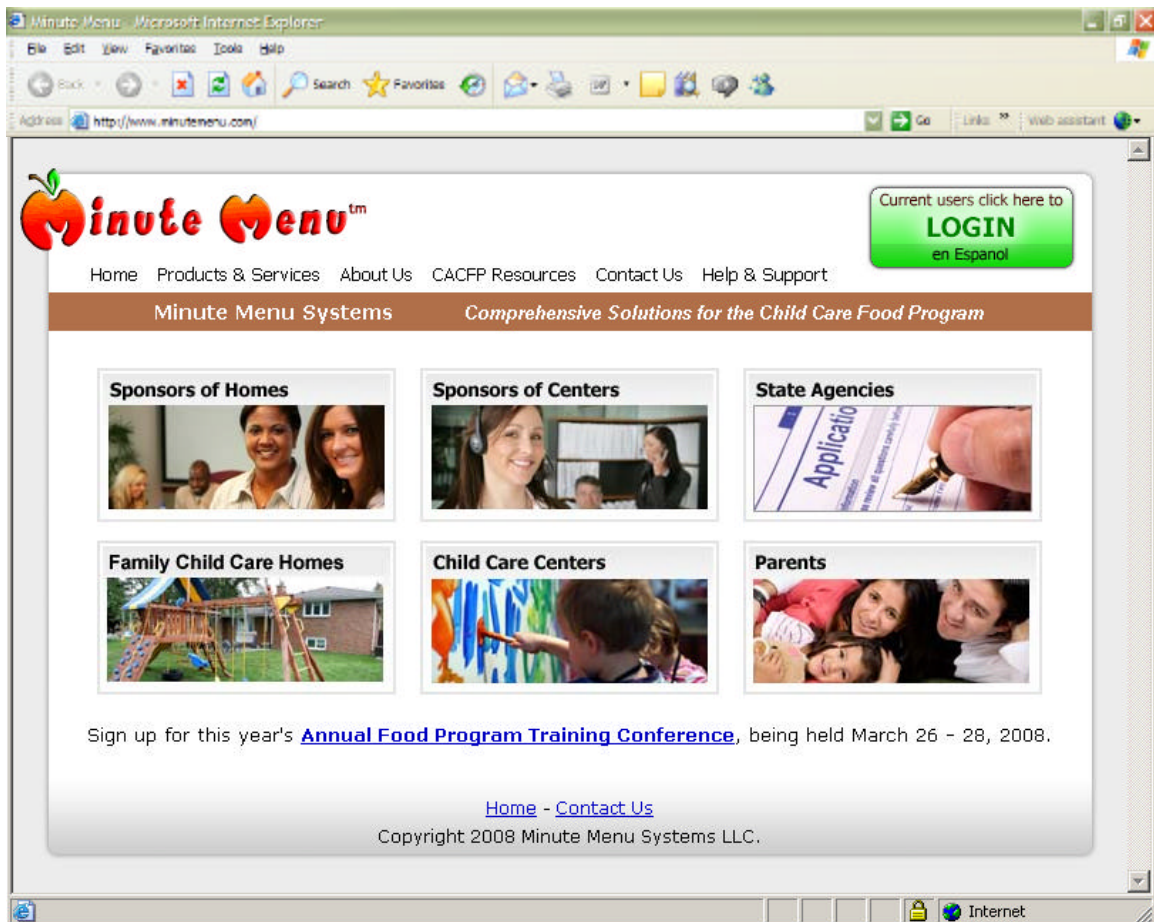 Minute Menu - Microsoft Internet Explorer
File Edit View Favorites Tools Help
Back Search Favorites
Address http://www.minutemenu.com/ Go Links » Web assistant
Minute Menu™
Current users click here to
LOGIN
en Espanol
Home Products & Services About Us CACFP Resources Contact Us Help & Support
Minute Menu Systems Comprehensive Solutions for the Child Care Food Program
Sponsors of Homes Sponsors of Centers State Agencies
Application
Family Child Care Homes Child Care Centers Parents
Sign up for this year's Annual Food Program Training Conference, being held March 26 - 28, 2008.
Home - Contact Us
Copyright 2008 Minute Menu Systems LLC.
Internet